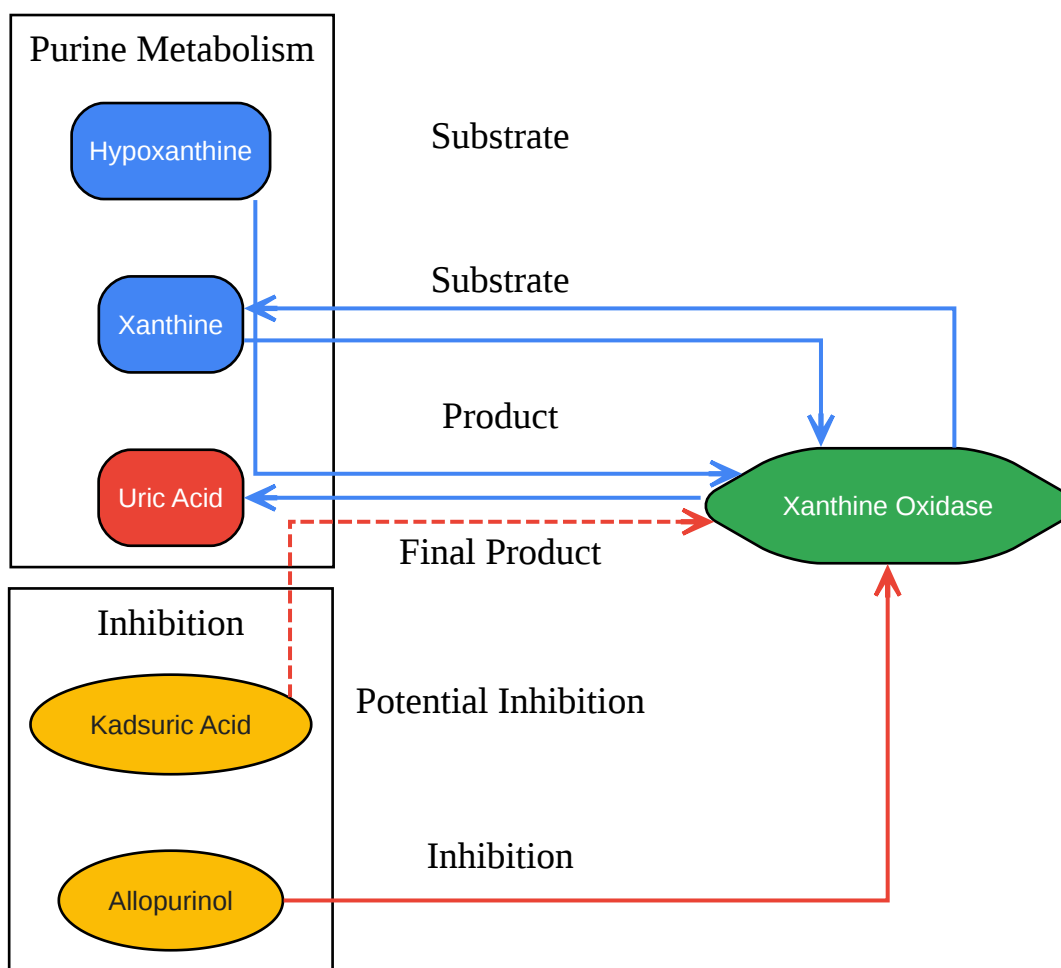 Purine Metabolism
Hypoxanthine
Substrate
Substrate
Xanthine
Product
Uric Acid
Xanthine Oxidase
Final Product
Inhibition
Kadsuric Acid
Potential Inhibition
Inhibition
Allopurinol